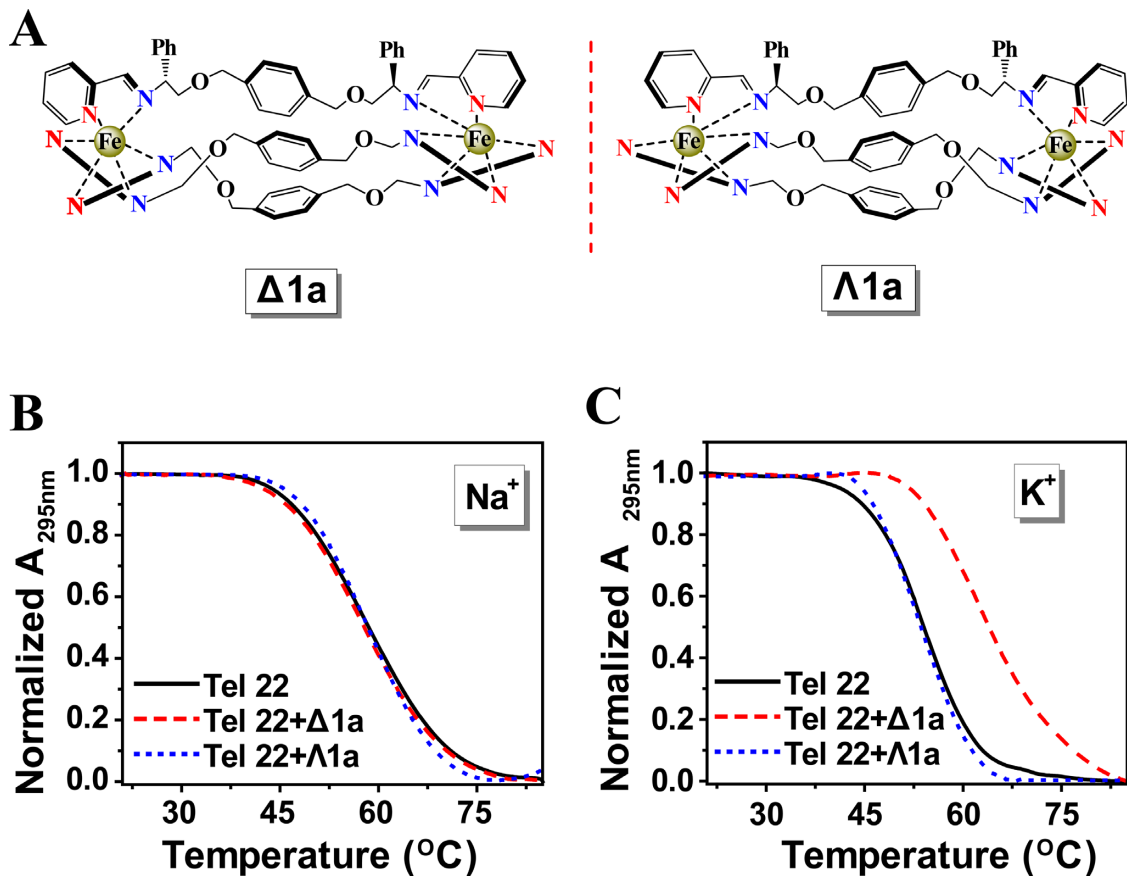 A
Ph
Ph
Ph
Ph
O
O
O
O
N
N
N
N
N
N
N
N
Fe
Fe
Fe
Fe
N
O
O
N
N
N
N
O
O
N
N
N
O
O
N
N
N
O
O
N
N
N
N
N
N
N
Δ1a
Λ1a
B
C
Normalized A295nm
1.0
0.8
0.6
0.4
0.2
0.0
Na+
Tel 22
Tel 22+Δ1a
Tel 22+Λ1a
30
45
60
75
Temperature (OC)
Normalized A 295nm
1.0
0.8
0.6
0.4
0.2
0.0
K+
Tel 22
Tel 22+Δ1a
Tel 22+Λ1a
30
45
60
75
Temperature (OC)